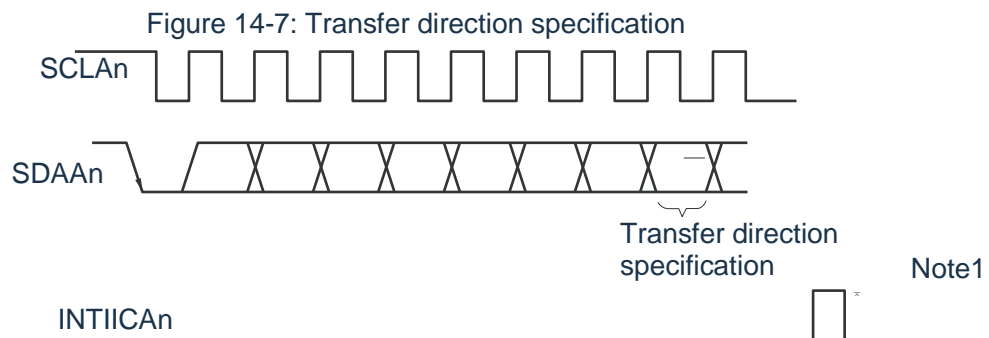 Figure 14-7: Transfer direction specification
SCLAn
SDAAn
Transfer direction
specification
Note1
INTIICAn